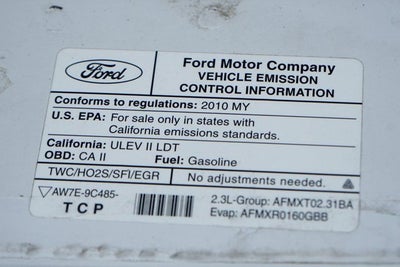 Ford
Ford Motor Company
VEHICLE EMISSION
CONTROL INFORMATION
Conforms to regulations: 2010 MY
U.S. EPA: For sale only in states with
California emissions standards.
California: ULEV II LDT
OBD: CA II Fuel: Gasoline
TWC/HO2S/SFI/EGR No adjustments needed.
AW7E-9C485-
TCP
2.3L-Group: AFMXT02.31BA
Evap: AFMXR0160GBB